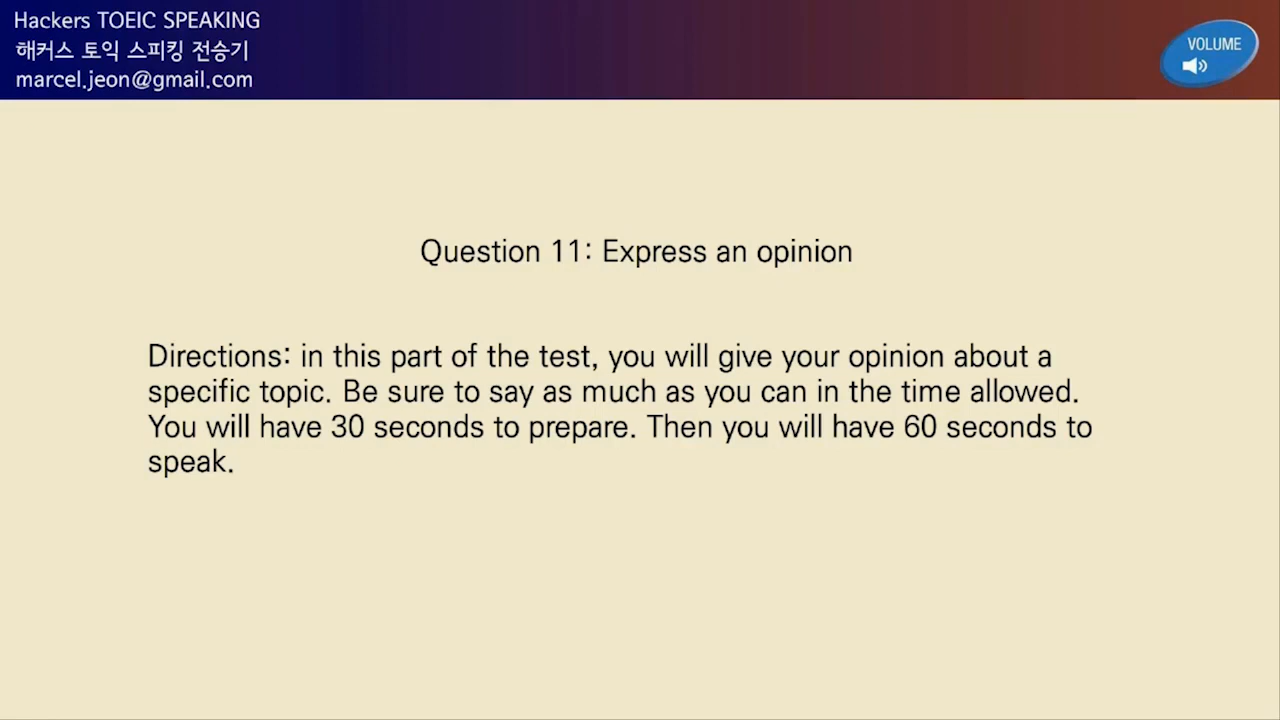 Hackers TOEIC SPEAKING
해커스 토익 스피킹 전승기
marcel.jeon@gmail.com
VOLUME
Question 11: Express an opinion
Directions: in this part of the test, you will give your opinion about a
specific topic. Be sure to say as much as you can in the time allowed.
You will have 30 seconds to prepare. Then you will have 60 seconds to
speak.